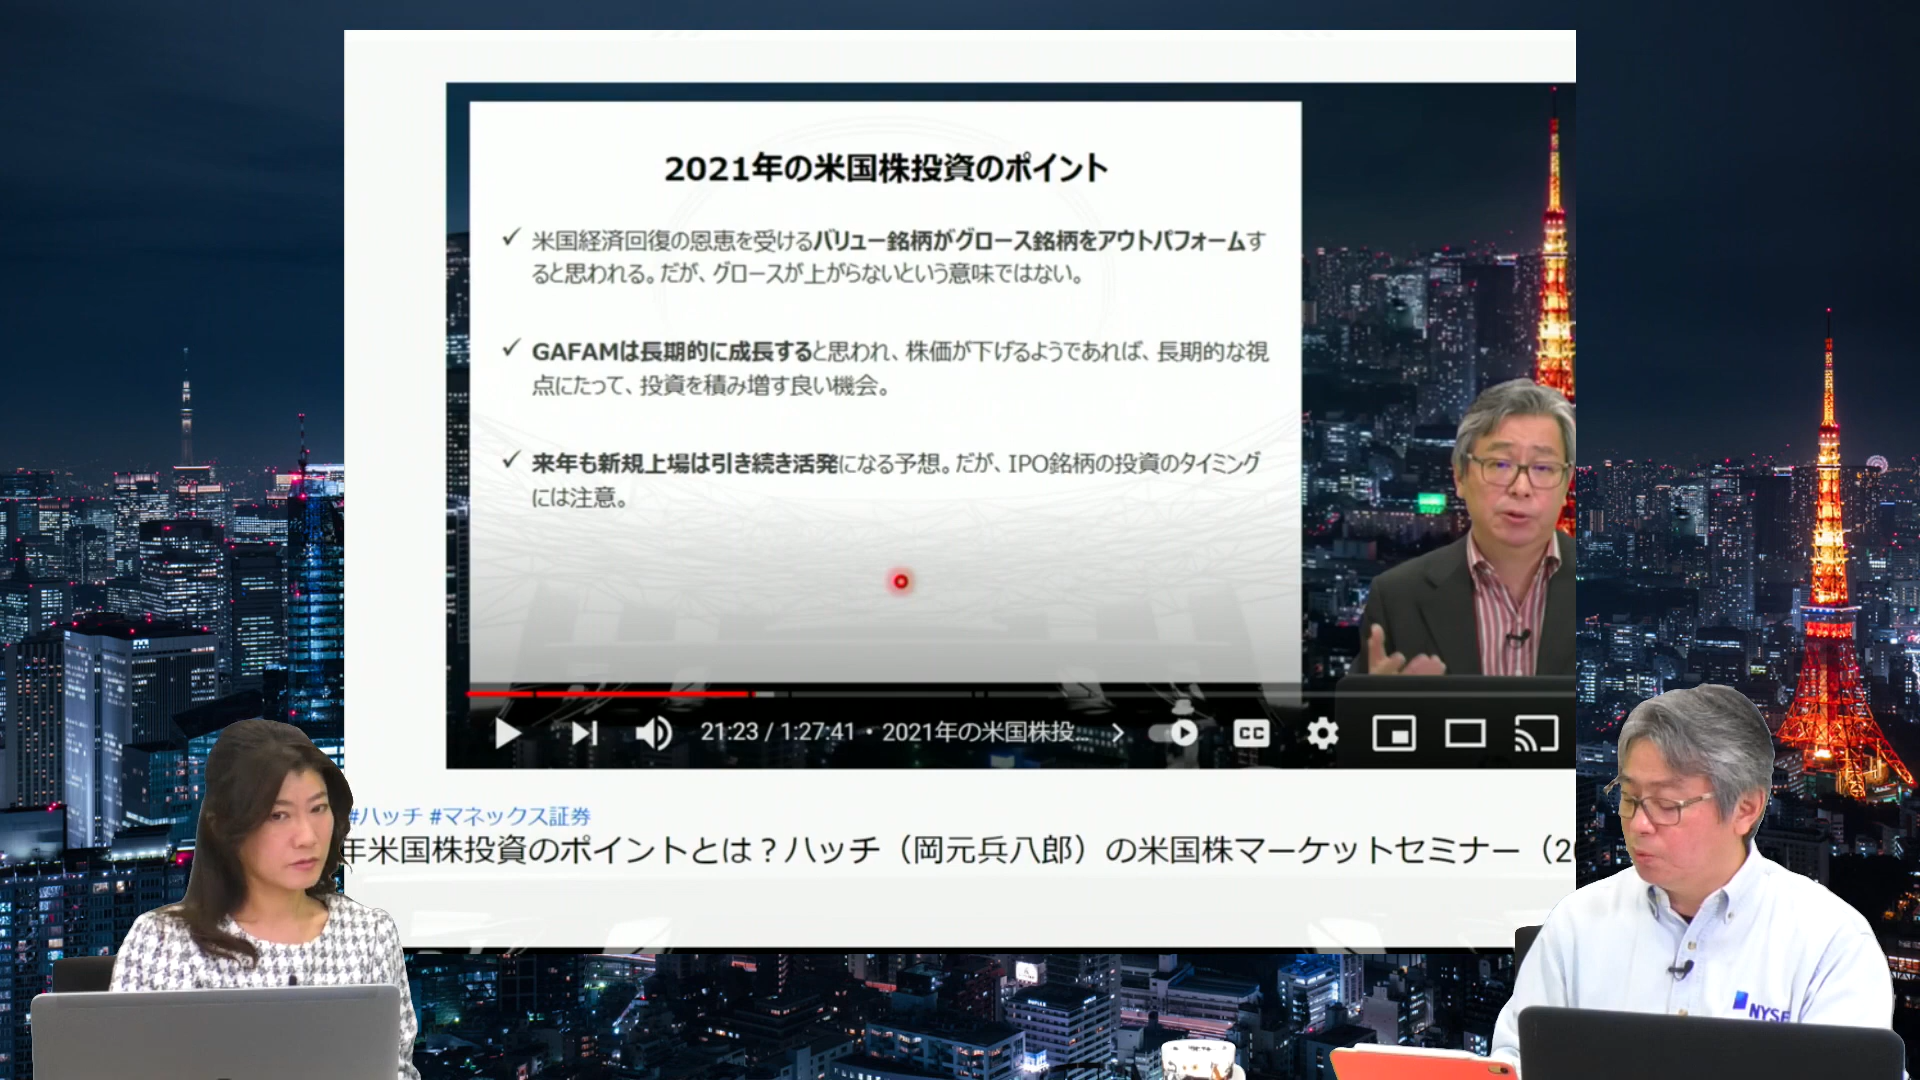 2021年の米国株投資のポイント
✓ 米国経済回復の恩恵を受けるバリュー銘柄がグロース銘柄をアウトパフォームす
ると思われる。だが、グロースが上がらないという意味ではない。
✓ GAFAMは長期的に成長すると思われ、株価が下げるようであれば、長期的な視
点にたって、投資を積み増す良い機会。
✓ 来年も新規上場は引き続き活発になる予想。だが、IPO銘柄の投資のタイミング
には注意。
21:23 / 1:27:41・2021年の米国株投...
CC
#ハッチ #マネックス証券
年米国株投資のポイントとは？ハッチ（岡元兵八郎）の米国株マーケットセミナー（20
NYSE